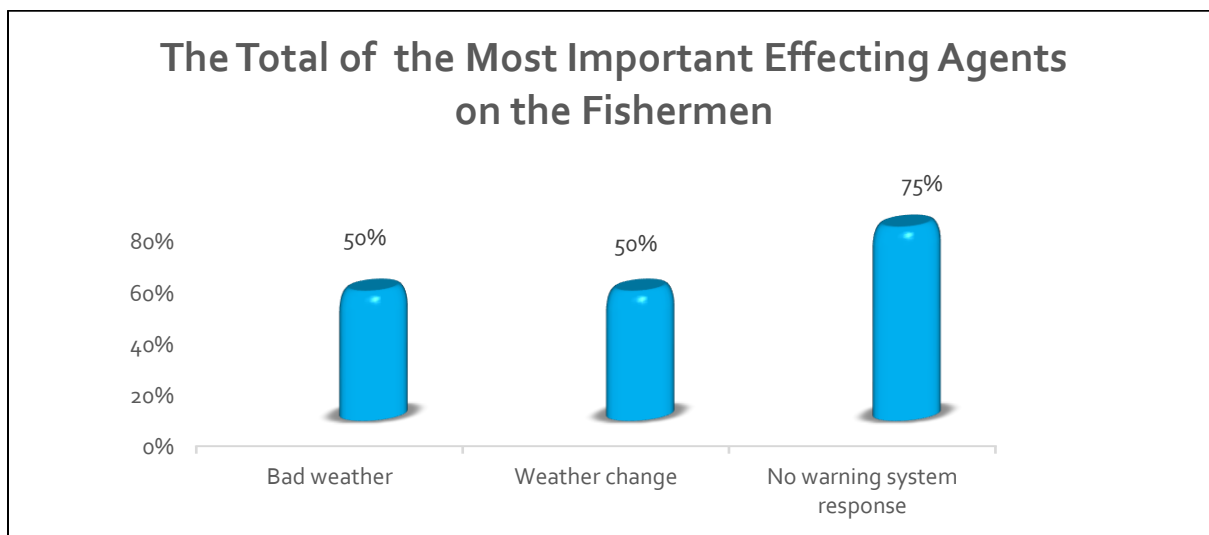 The Total of the Most Important Effecting Agents
on the Fishermen
75%
50%
50%
80%
60%
40%
20%
0%
Bad weather
Weather change
No warning system
response